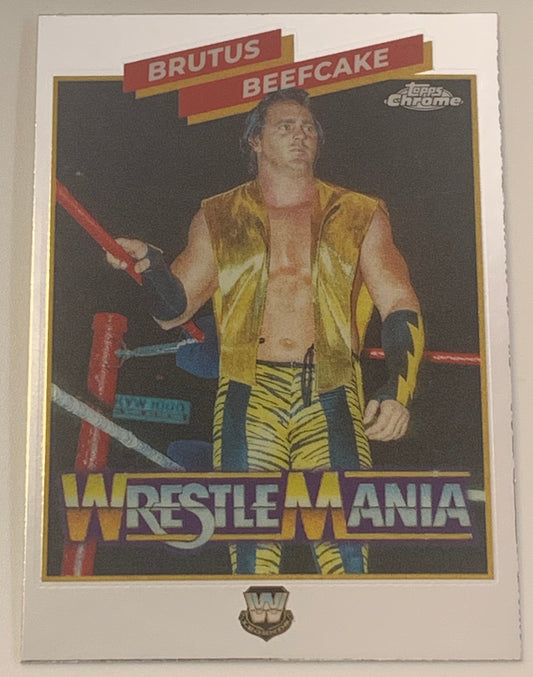 BRUTUS
BEEFCAKE
Topps
Chrome
WRESTLEMANIA
W